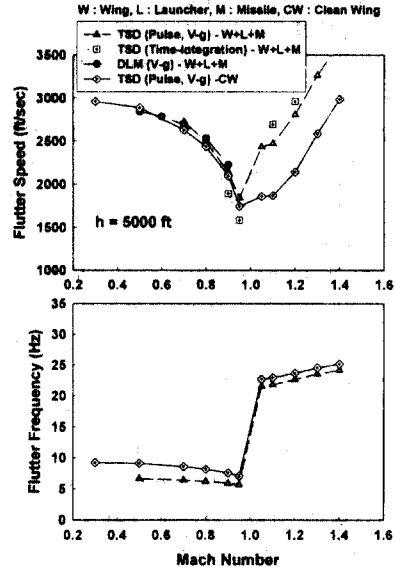 W : Wing, L : Launcher, M : Missile, CW : Clean Wing
TSD (Pulse, V-g) - W+L+M
TSD (Time-Integration) - W+L+M
DLM (V-g) - W+L+M
TSD (Pulse, V-g) -CW
Flutter Speed (ft/sec)
3500
3000
2500
2000
1500
1000
h = 5000 ft
0.2 0.4 0.6 0.8 1.0 1.2 1.4 1.6
Flutter Frequency (Hz)
35
30
25
20
15
10
5
0
0.2 0.4 0.6 0.8 1.0 1.2 1.4 1.6
Mach Number